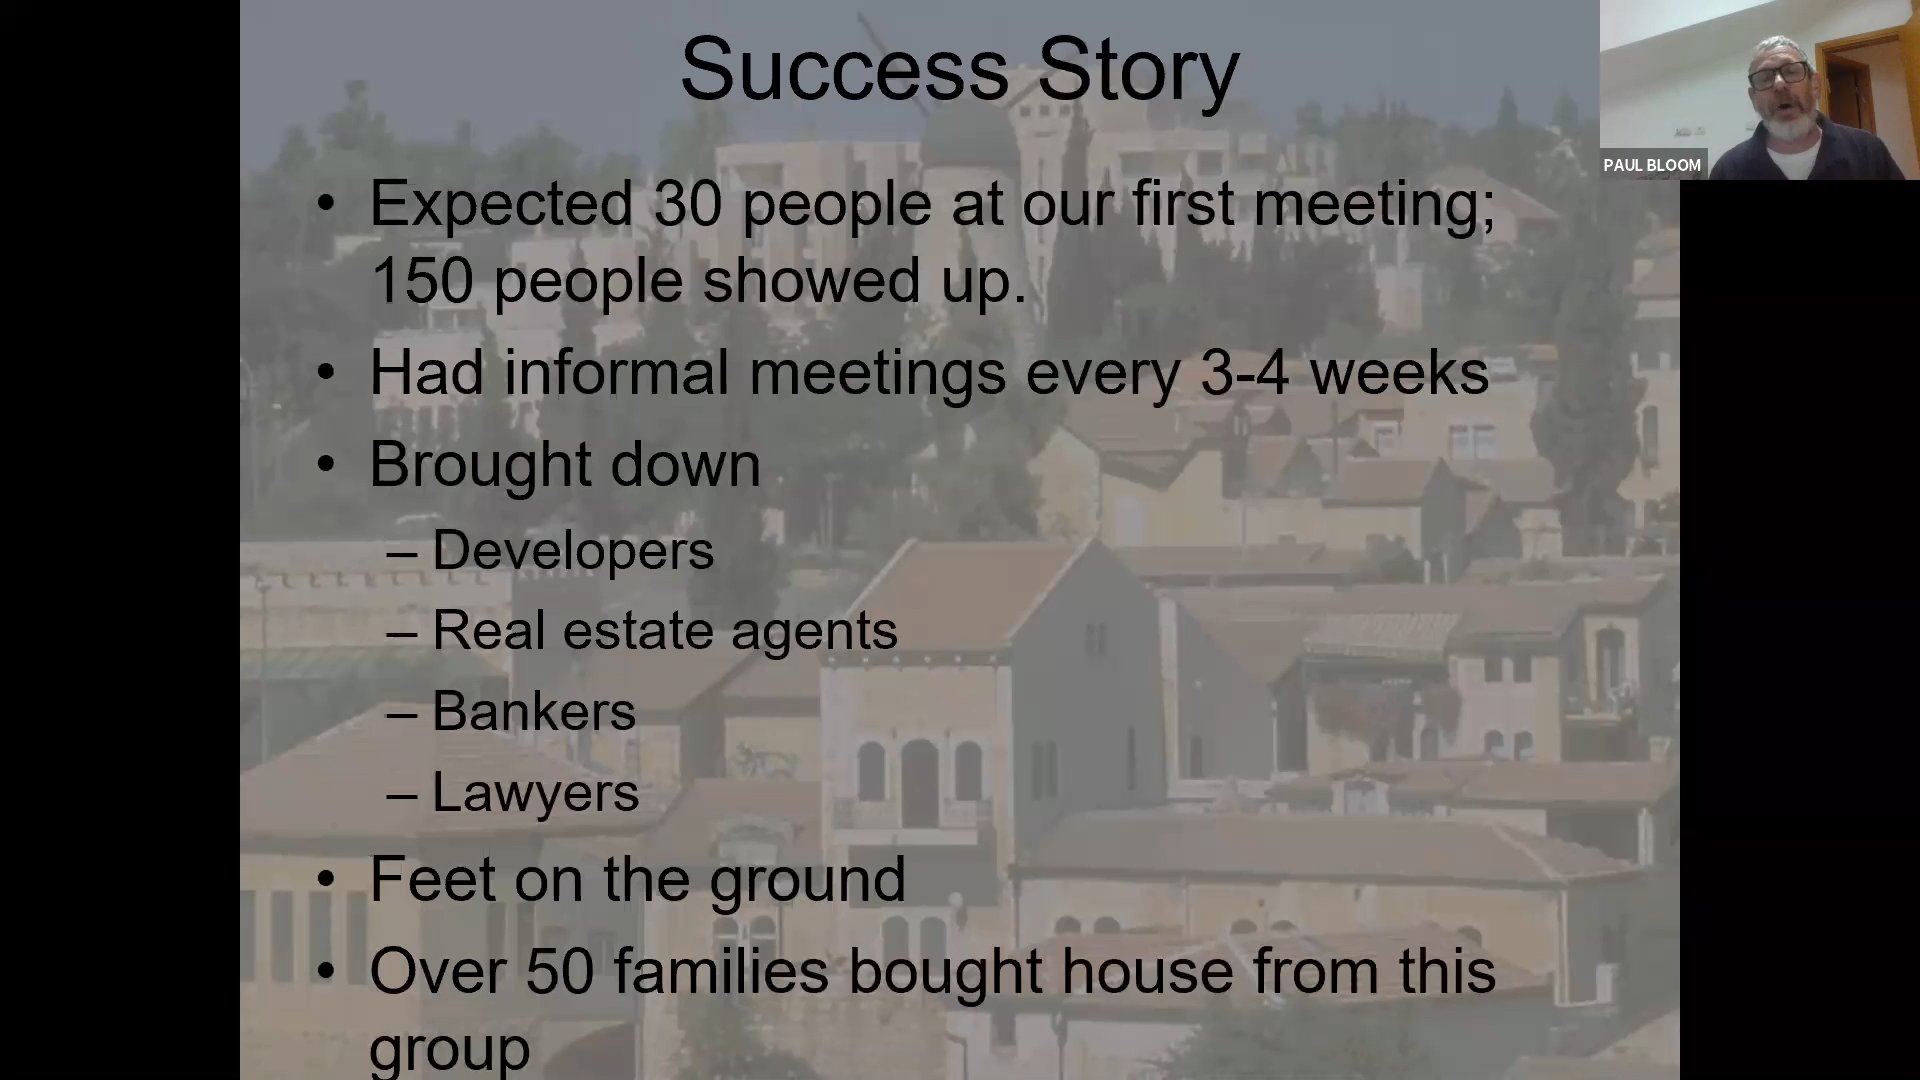 Success Story
PAUL BLOOM
• Expected 30 people at our first meeting;
150 people showed up.
• Had informal meetings every 3-4 weeks
• Brought down
– Developers
– Real estate agents
– Bankers
– Lawyers
• Feet on the ground
• Over 50 families bought house from this
group